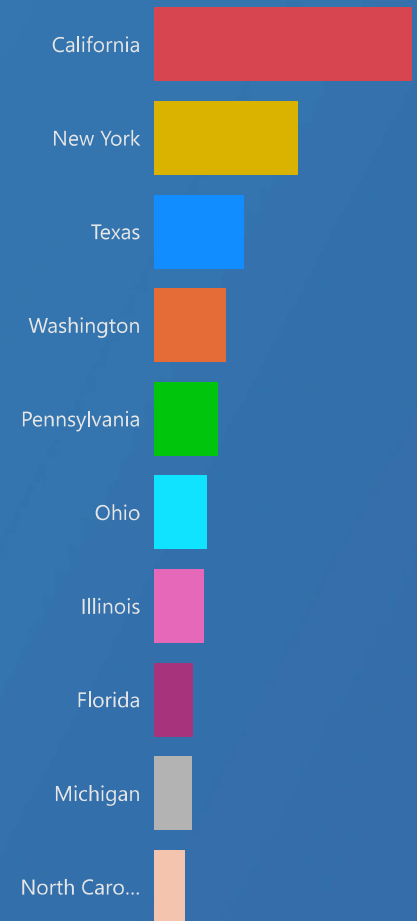 California
New York
Texas
Washington
Pennsylvania
Ohio
Illinois
Florida
Michigan
North Caro...